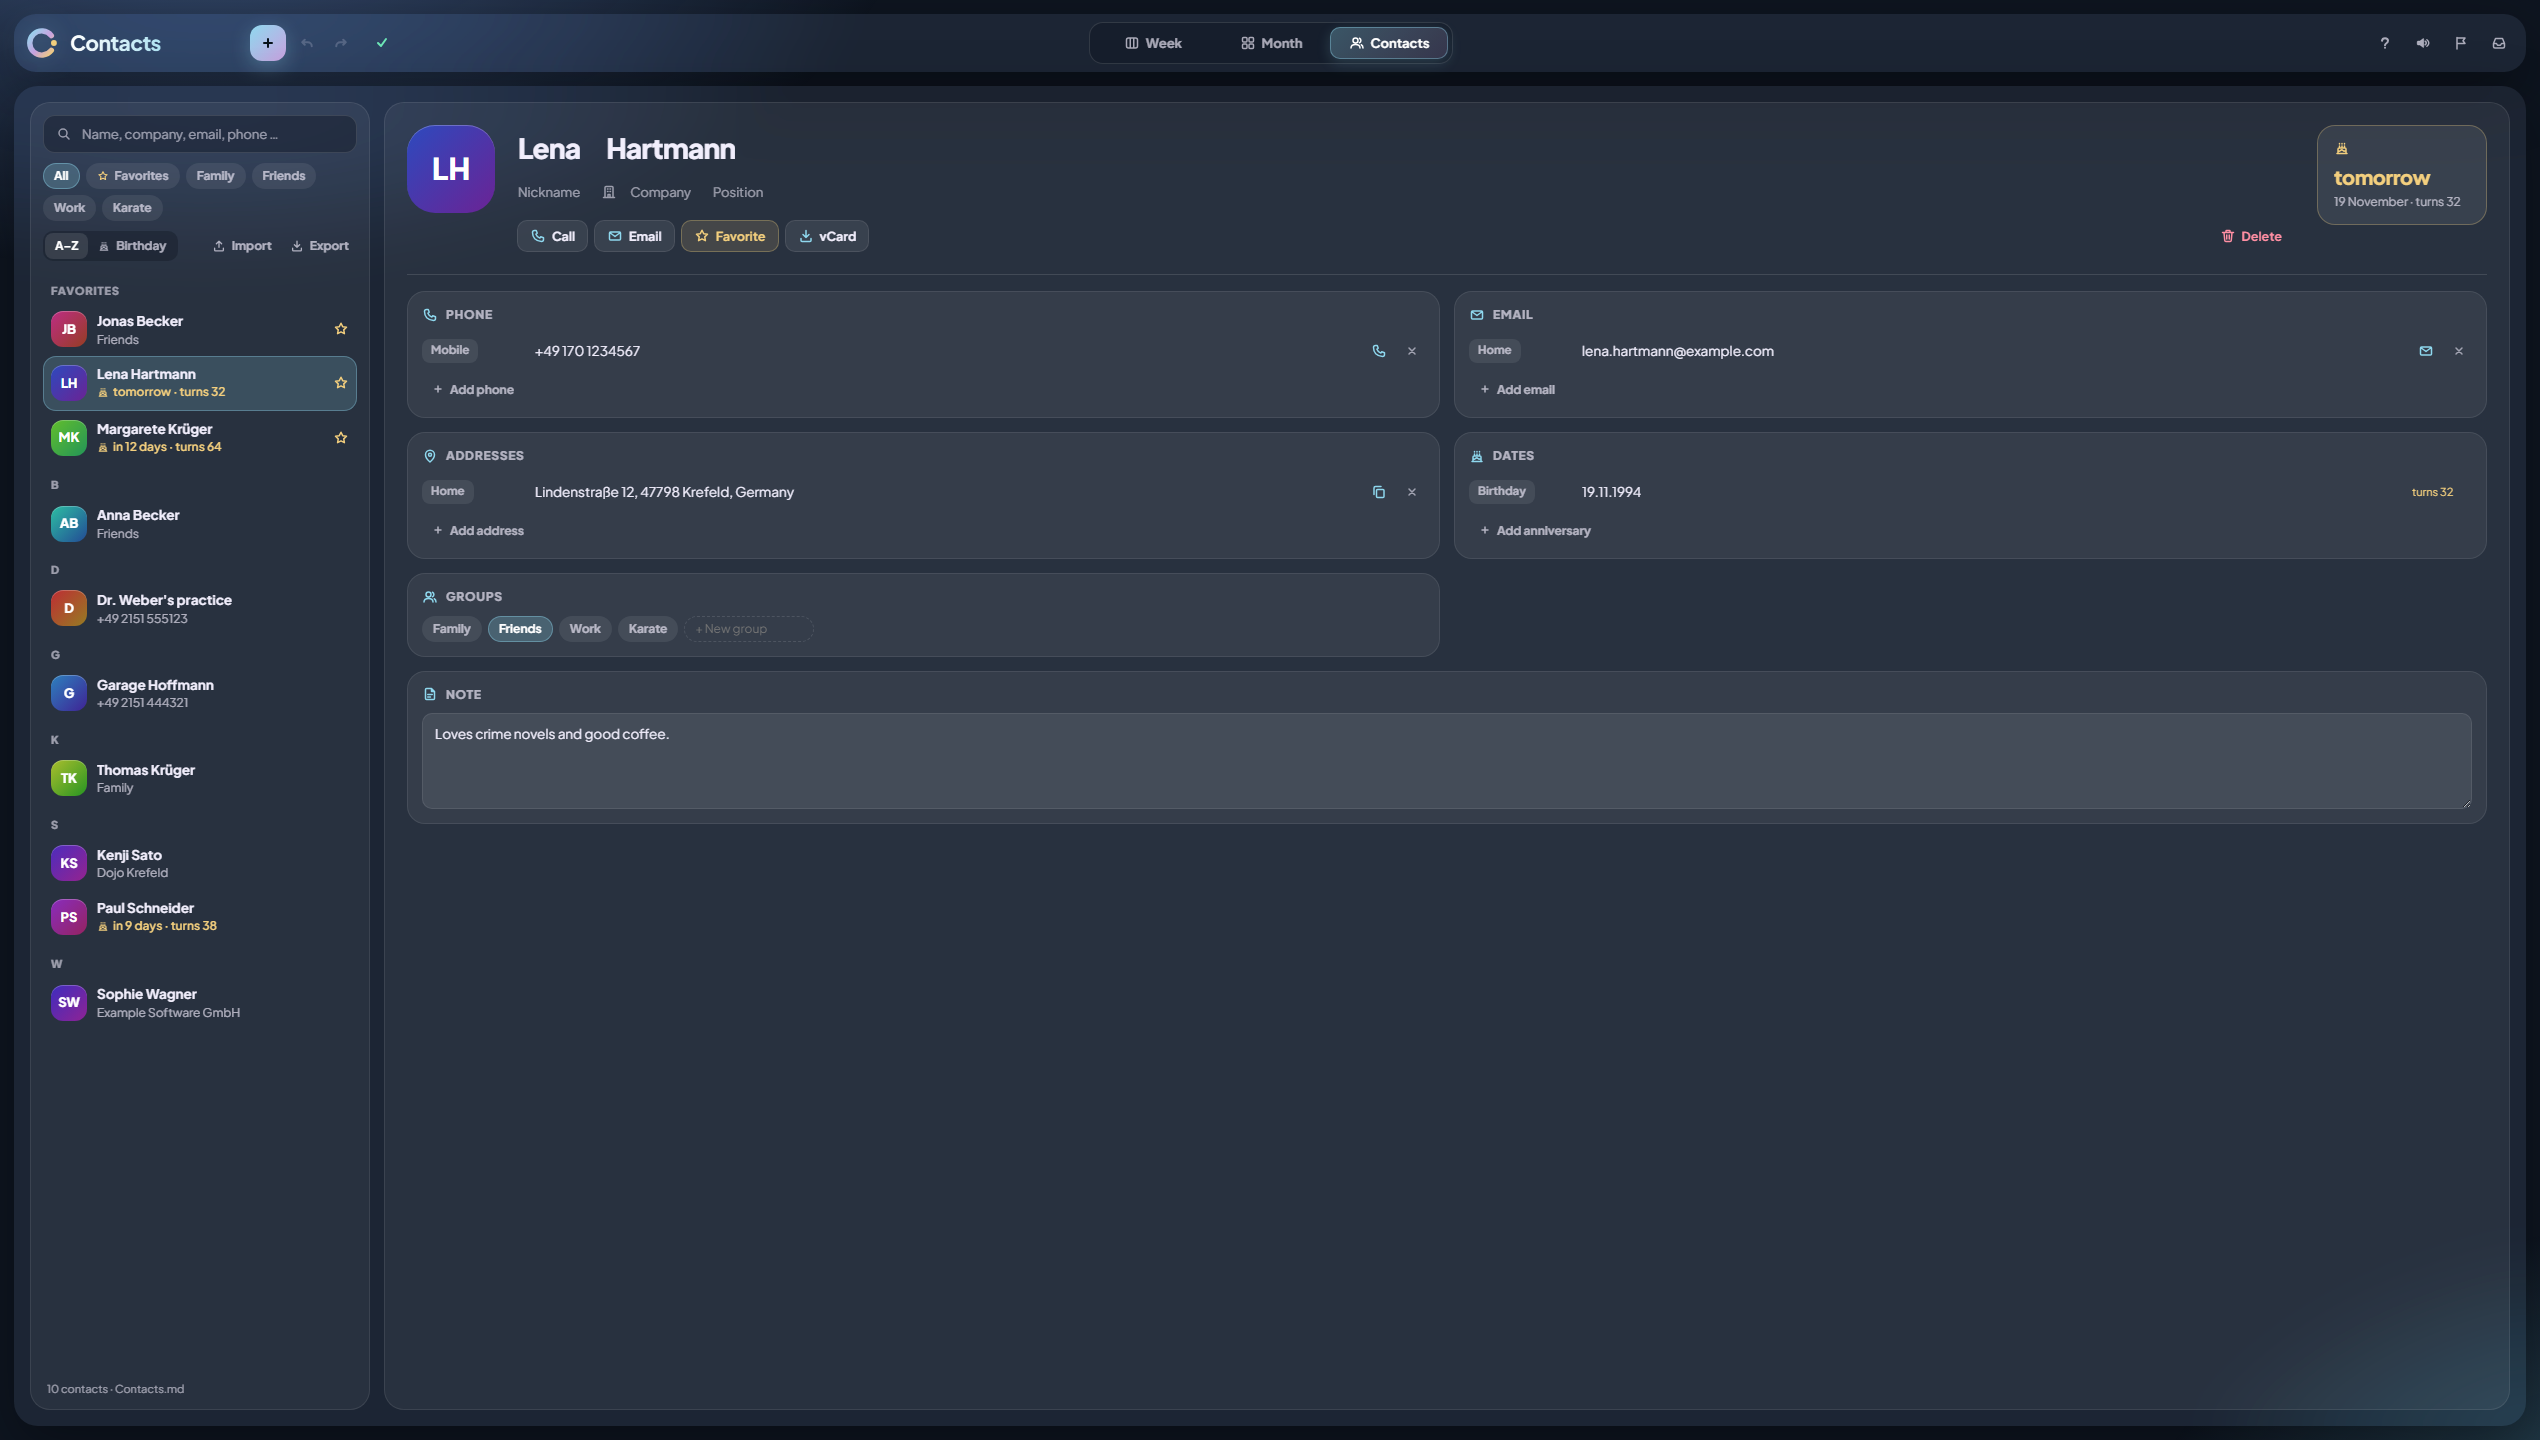 Contacts
Week
Month
Contacts
?
Name, company, email, phone ...
All
Favorites
Family
Friends
Work
Karate
A–Z
Birthday
Import
Export
FAVORITES
JB
Jonas Becker
Friends
LH
Lena Hartmann
tomorrow · turns 32
MK
Margarete Krüger
in 12 days · turns 64
B
AB
Anna Becker
Friends
D
D
Dr. Weber's practice
+49 2151 555123
G
G
Garage Hoffmann
+49 2151 444321
K
TK
Thomas Krüger
Family
S
KS
Kenji Sato
Dojo Krefeld
PS
Paul Schneider
in 9 days · turns 38
W
SW
Sophie Wagner
Example Software GmbH
10 contacts · Contacts.md
LH
Lena Hartmann
Nickname
Company
Position
Call
Email
Favorite
vCard
Delete
tomorrow
19 November · turns 32
PHONE
Mobile
+49 170 1234567
+ Add phone
EMAIL
Home
lena.hartmann@example.com
+ Add email
ADDRESSES
Home
Lindenstraße 12, 47798 Krefeld, Germany
+ Add address
DATES
Birthday
19.11.1994
turns 32
+ Add anniversary
GROUPS
Family
Friends
Work
Karate
+ New group
NOTE
Loves crime novels and good coffee.